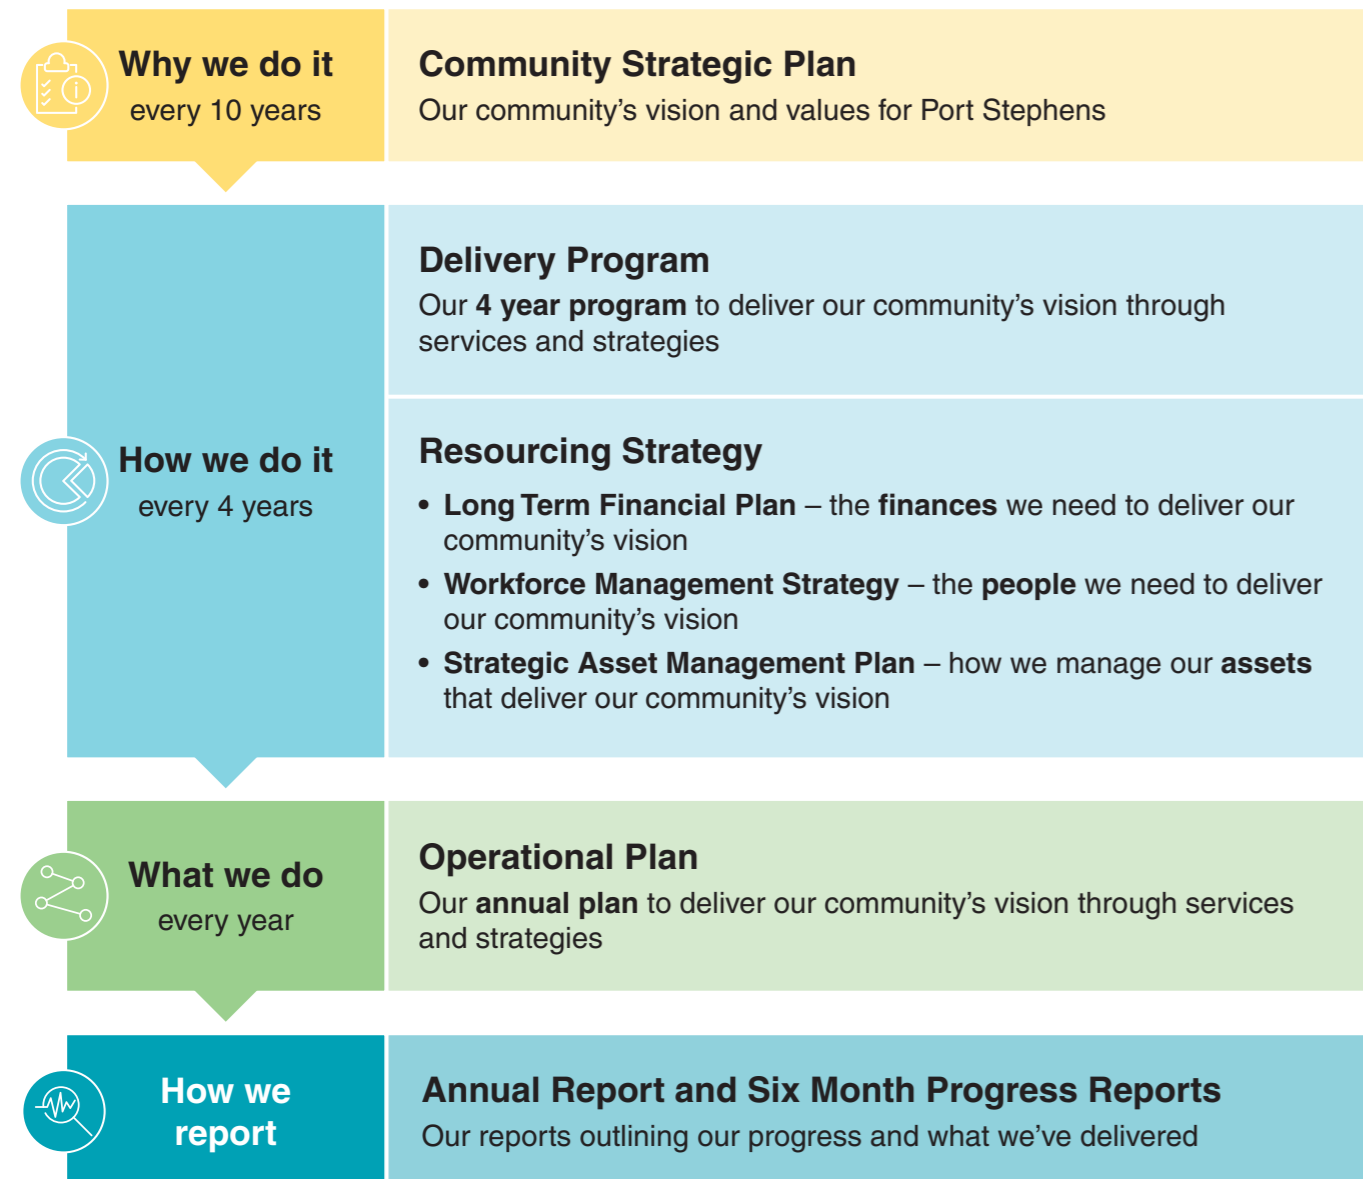 Why we do it
every 10 years
Community Strategic Plan
Our community’s vision and values for Port Stephens
How we do it
every 4 years
Delivery Program
Our 4 year program to deliver our community’s vision through
services and strategies
Resourcing Strategy
• Long Term Financial Plan – the finances we need to deliver our
community’s vision
• Workforce Management Strategy – the people we need to deliver
our community’s vision
• Strategic Asset Management Plan – how we manage our assets
that deliver our community’s vision
What we do
every year
Operational Plan
Our annual plan to deliver our community’s vision through services
and strategies
How we
report
Annual Report and Six Month Progress Reports
Our reports outlining our progress and what we’ve delivered